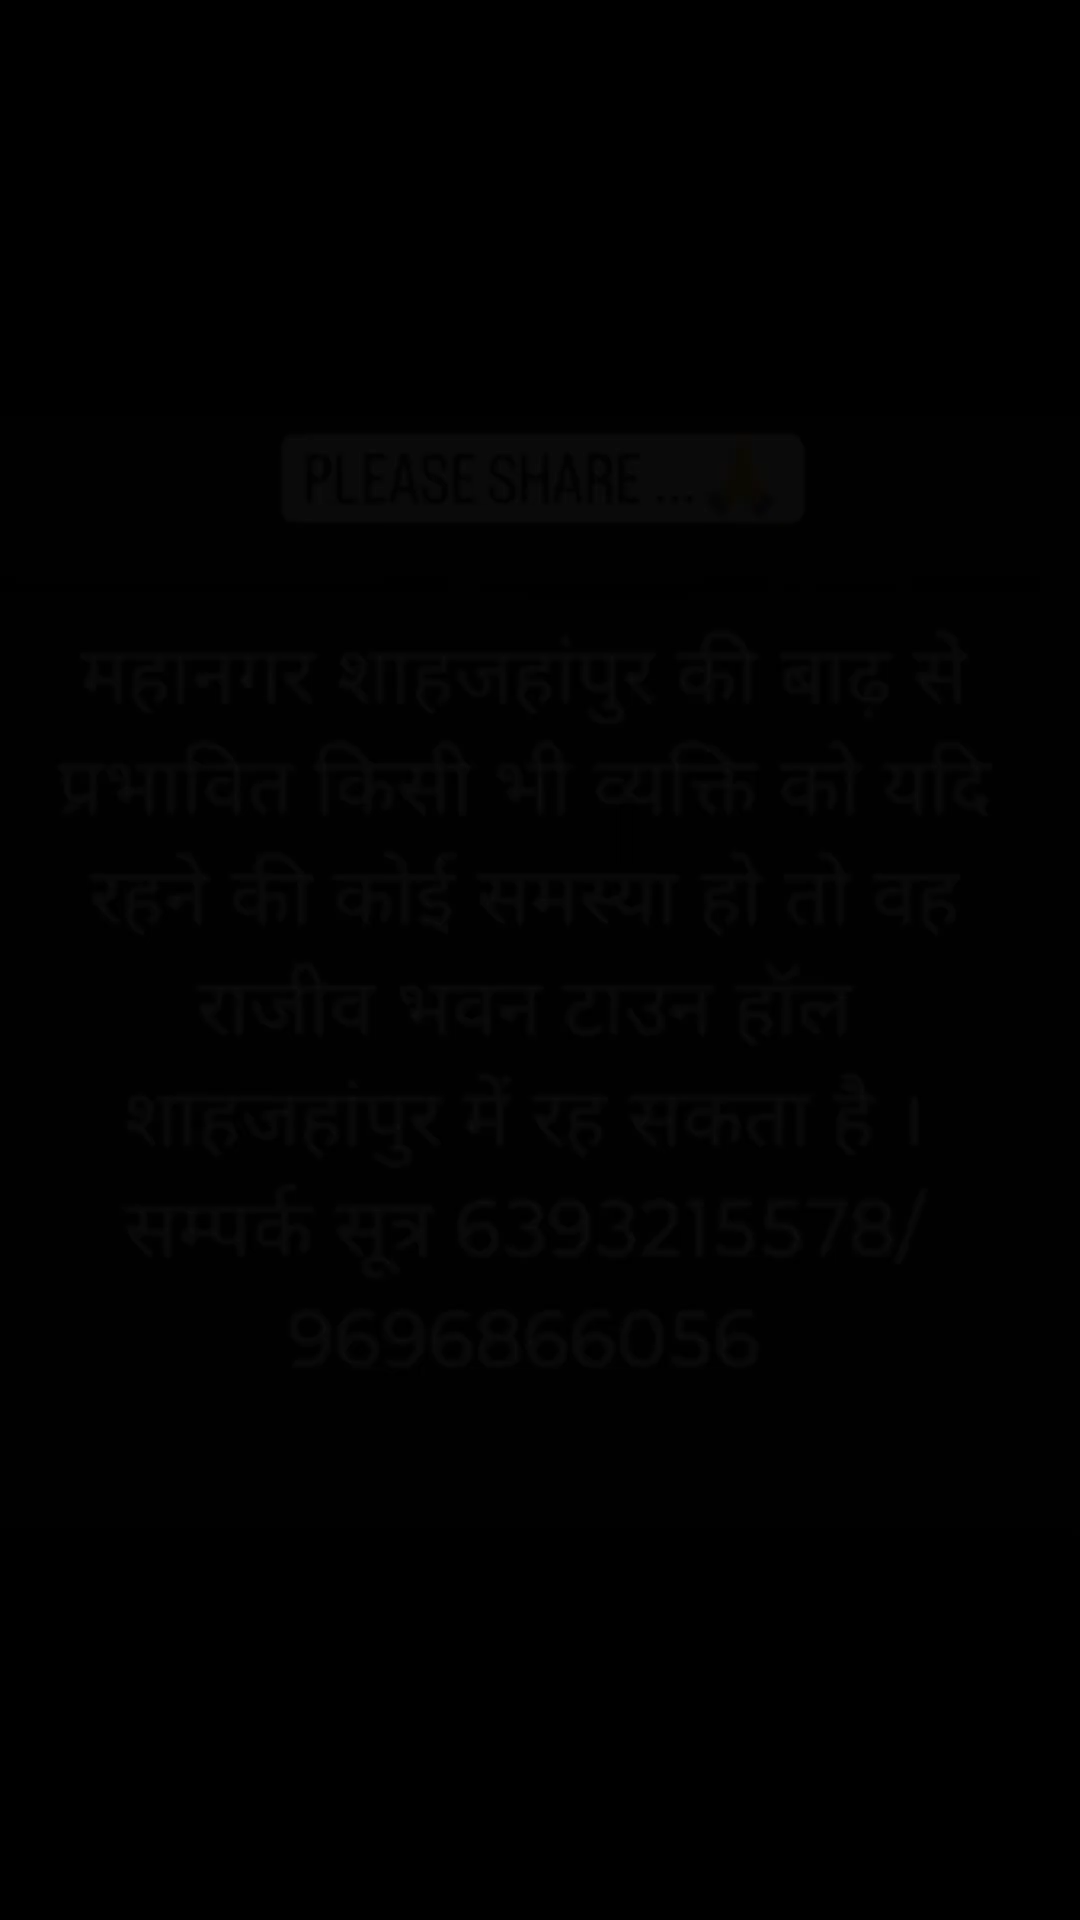 PLEASE SHARE ... 🙏
महानगर शाहजहांपुर की बाढ़ से
प्रभावित किसी भी व्यक्ति को यदि
रहने की कोई समस्या हो तो वह
राजीव भवन टाउन हॉल
शाहजहांपुर में रह सकता है ।
सम्पर्क सूत्र 6393215578/
9696866056